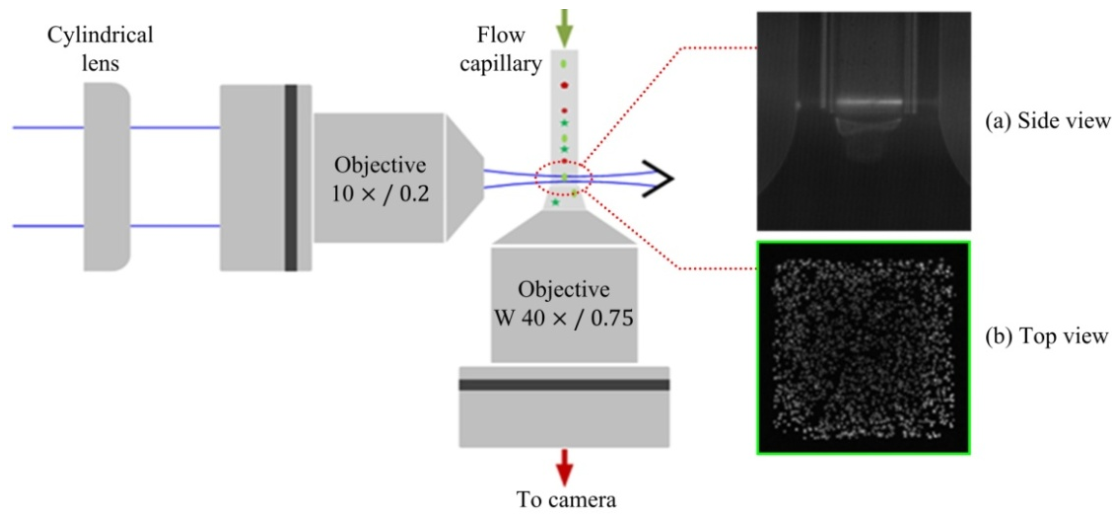 Cylindrical
lens
Flow
capillary
Objective
10 × / 0.2
Objective
W 40 × / 0.75
To camera
(a) Side view
(b) Top view